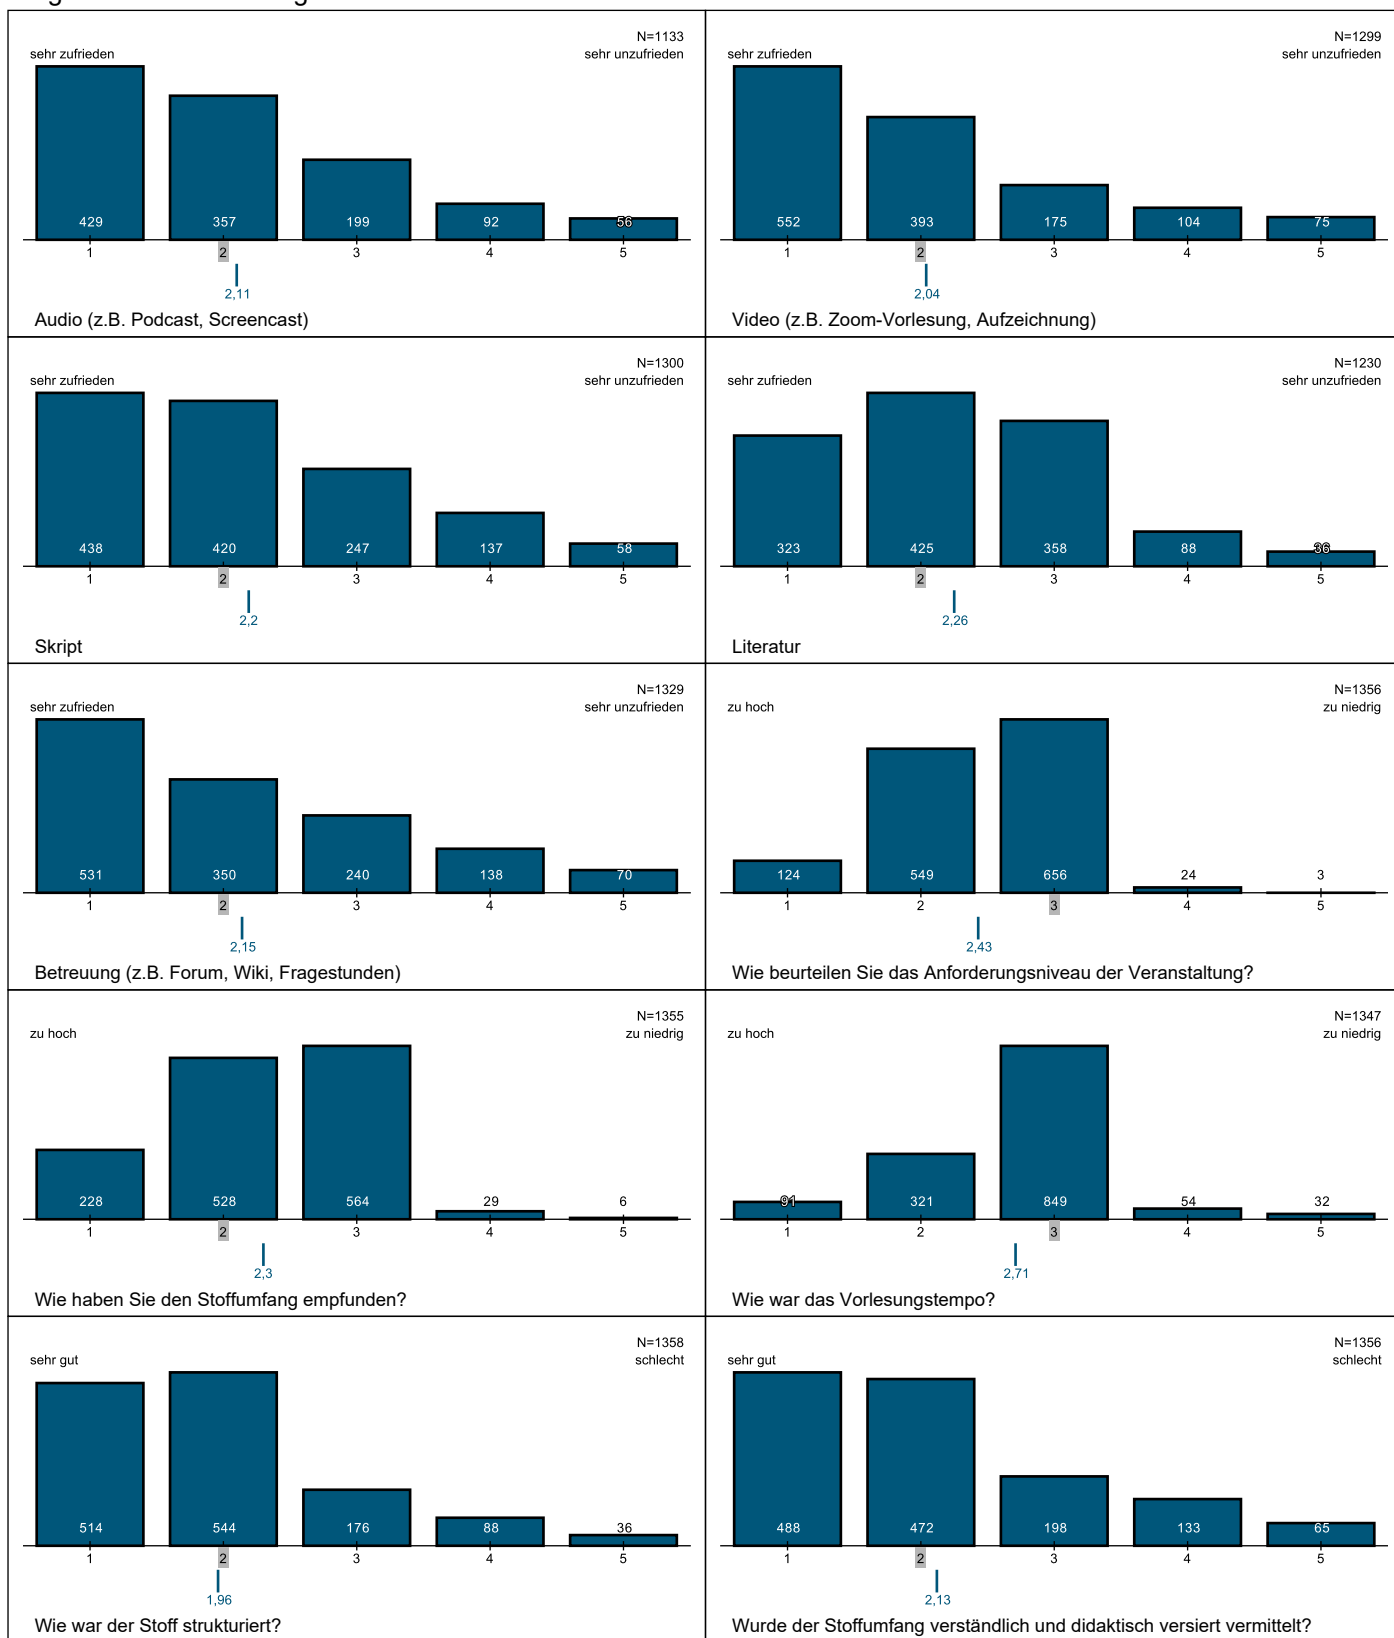 N=1133
sehr zufrieden sehr unzufrieden
429 357 199 92 56
1 2 3 4 5
2,11
Audio (z.B. Podcast, Screencast)
N=1299
sehr zufrieden sehr unzufrieden
552 393 175 104 75
1 2 3 4 5
2,04
Video (z.B. Zoom-Vorlesung, Aufzeichnung)
N=1300
sehr zufrieden sehr unzufrieden
438 420 247 137 58
1 2 3 4 5
2,2
Skript
N=1230
sehr zufrieden sehr unzufrieden
323 425 358 88 36
1 2 3 4 5
2,26
Literatur
N=1329
sehr zufrieden sehr unzufrieden
531 350 240 138 70
1 2 3 4 5
2,15
Betreuung (z.B. Forum, Wiki, Fragestunden)
N=1356
zu hoch zu niedrig
124 549 656 24 3
1 2 3 4 5
2,43
Wie beurteilen Sie das Anforderungsniveau der Veranstaltung?
N=1355
zu hoch zu niedrig
228 528 564 29 6
1 2 3 4 5
2,3
Wie haben Sie den Stoffumfang empfunden?
N=1347
zu hoch zu niedrig
91 321 849 54 32
1 2 3 4 5
2,71
Wie war das Vorlesungstempo?
N=1358
sehr gut schlecht
514 544 176 88 36
1 2 3 4 5
1,96
Wie war der Stoff strukturiert?
N=1356
sehr gut schlecht
488 472 198 133 65
1 2 3 4 5
2,13
Wurde der Stoffumfang verständlich und didaktisch versiert vermittelt?